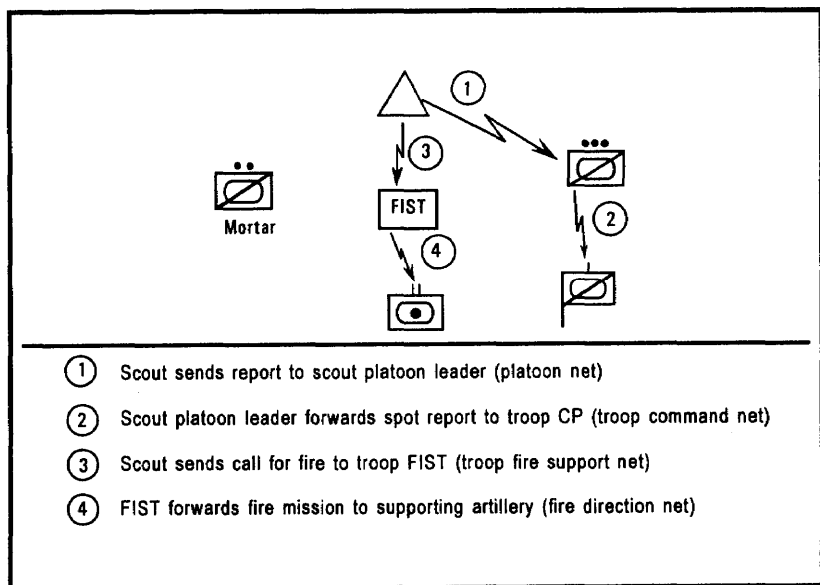 1
3
FIST
Mortar
2
4
1 Scout sends report to scout platoon leader (platoon net)
2 Scout platoon leader forwards spot report to troop CP (troop command net)
3 Scout sends call for fire to troop FIST (troop fire support net)
4 FIST forwards fire mission to supporting artillery (fire direction net)